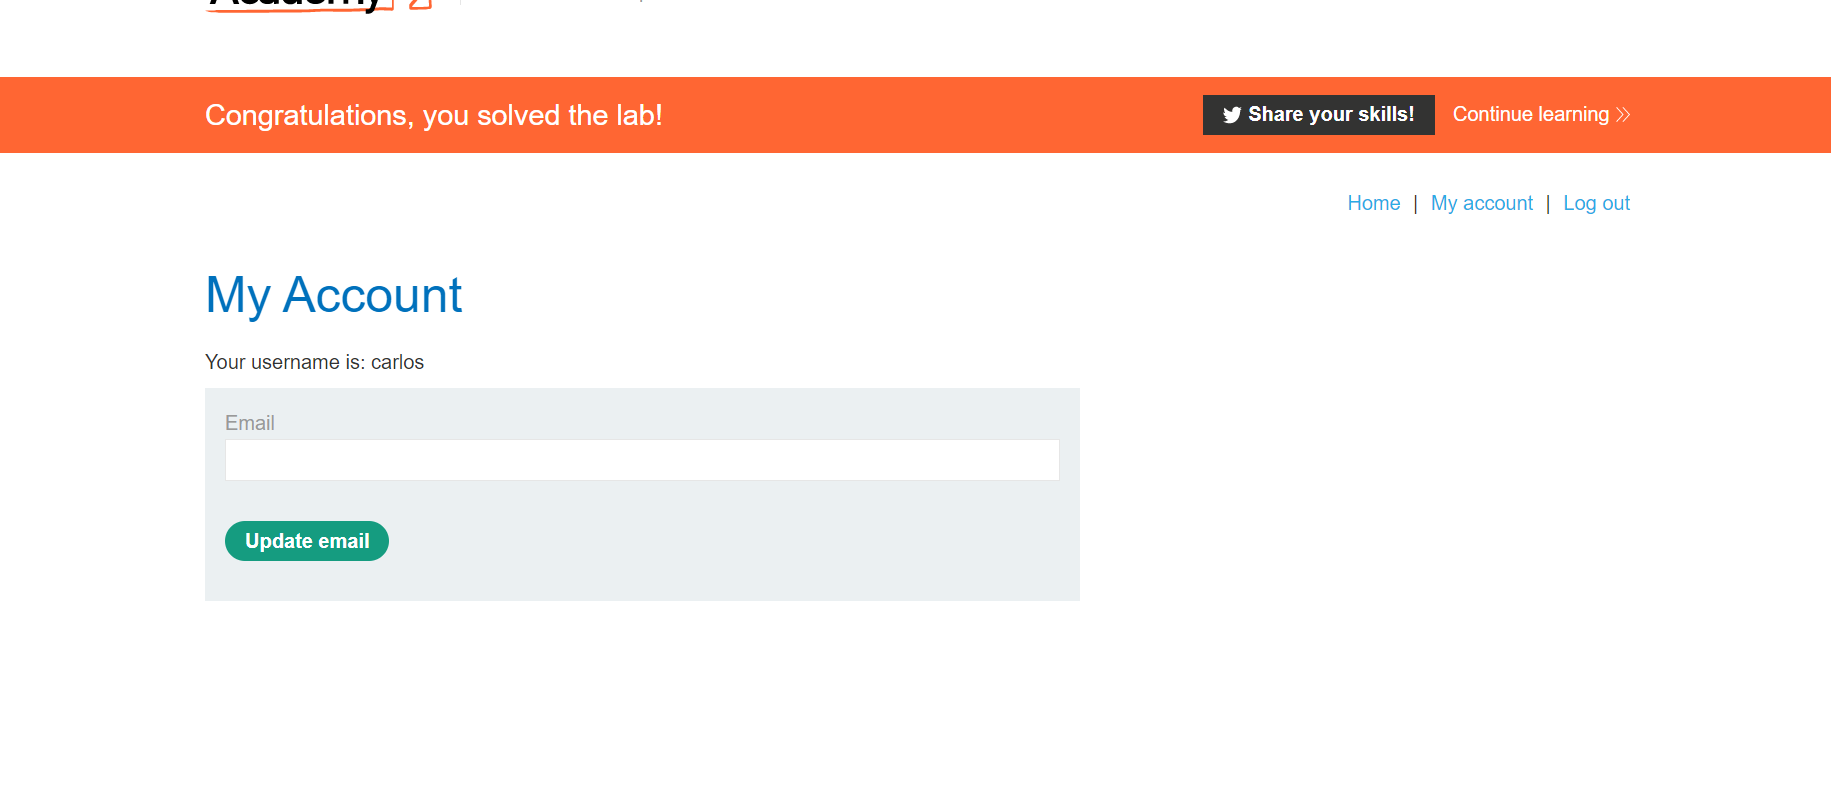 Academy
Congratulations, you solved the lab!
Share your skills!
Continue learning
Home | My account | Log out
My Account
Your username is: carlos
Email
Update email